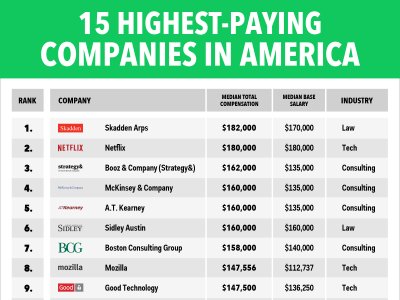 15 HIGHEST-PAYING
COMPANIES IN AMERICA
RANK COMPANY MEDIAN TOTAL COMPENSATION MEDIAN BASE SALARY INDUSTRY
1. Skadden Skadden Arps $182,000 $170,000 Law
2. NETFLIX Netflix $180,000 $180,000 Tech
3. strategy& Booz & Company (Strategy&) $162,000 $135,000 Consulting
4. McKinsey&Company McKinsey & Company $160,000 $135,000 Consulting
5. ATKearney A.T. Kearney $160,000 $135,000 Consulting
6. SIDLEY Sidley Austin $160,000 $160,000 Law
7. BCG Boston Consulting Group $158,000 $140,000 Consulting
8. mozilla Mozilla $147,556 $112,737 Tech
9. Good Good Technology $147,500 $136,250 Tech